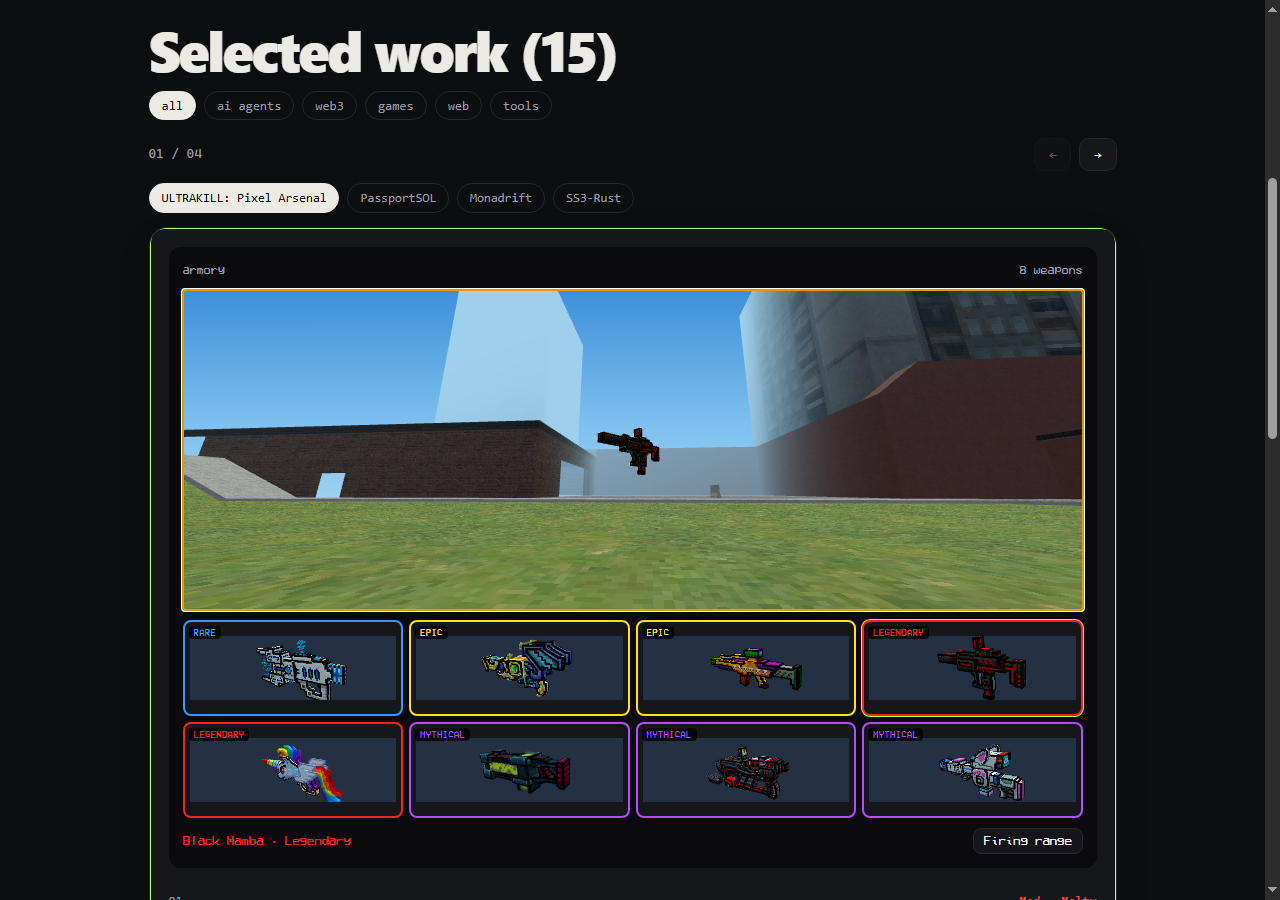 Selected work (15)
all ai agents web3 games web tools
01 / 04 ← →
ULTRAKILL: Pixel Arsenal PassportSOL Monadrift SS3-Rust
armory 8 weapons
RARE EPIC EPIC LEGENDARY
LEGENDARY MYTHICAL MYTHICAL MYTHICAL
Black Mamba · Legendary Firing range
01